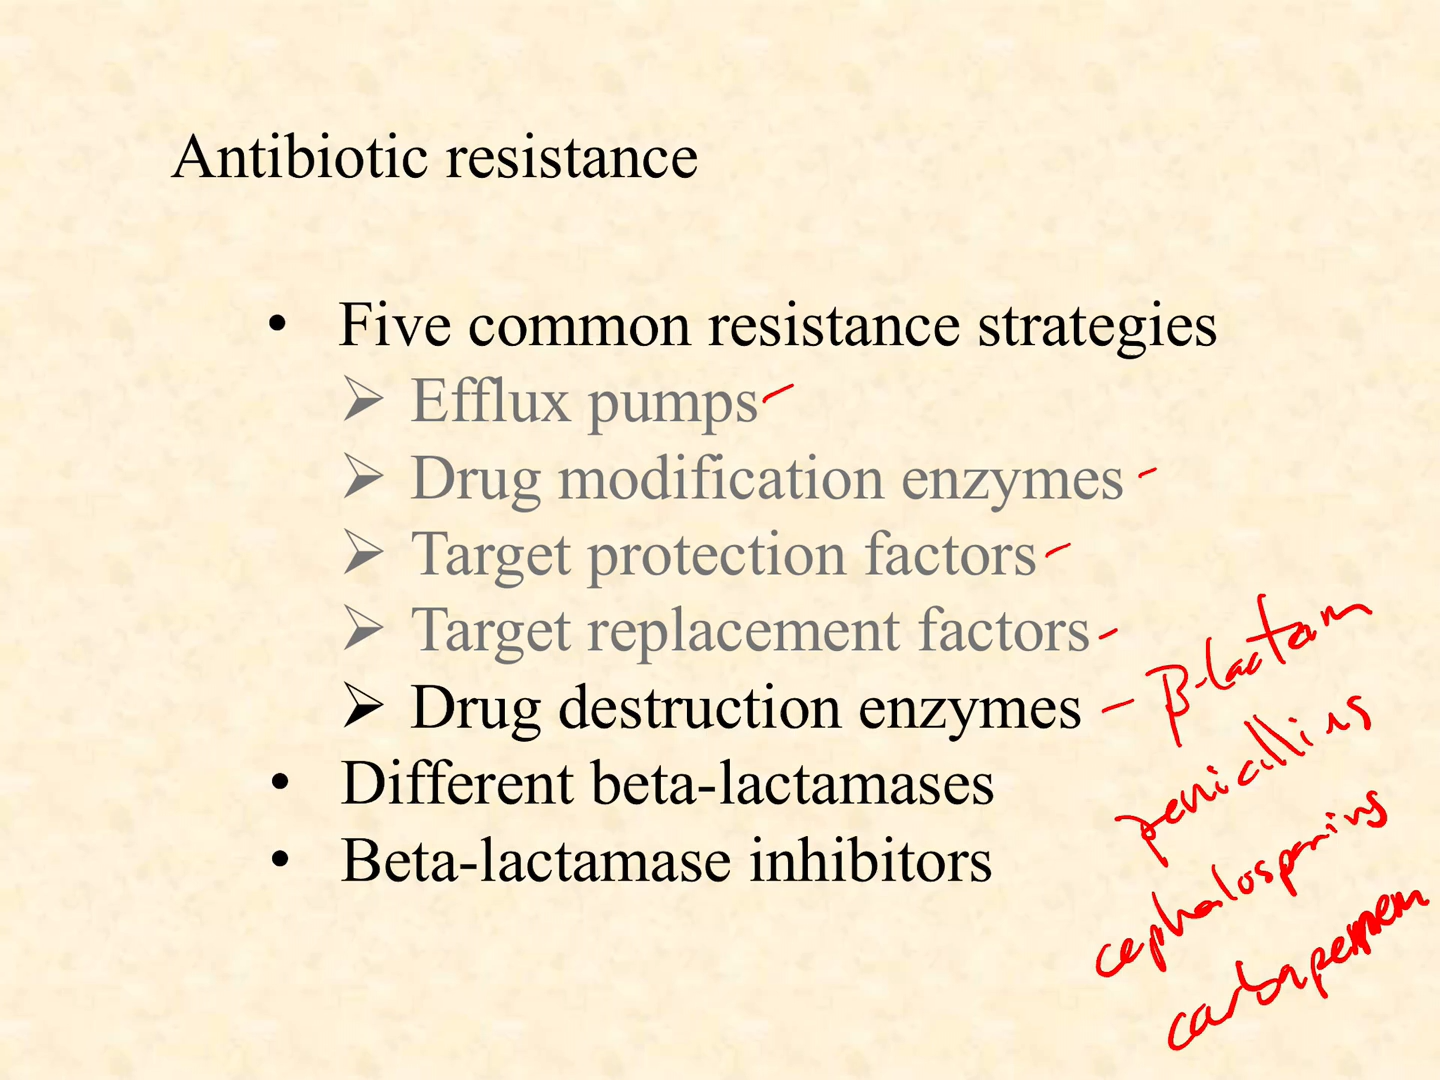 Antibiotic resistance
• Five common resistance strategies
➢ Efflux pumps
➢ Drug modification enzymes
➢ Target protection factors
➢ Target replacement factors
➢ Drug destruction enzymes - β-lactam
penicillins
cephalosporins
carbapenem
• Different beta-lactamases
• Beta-lactamase inhibitors